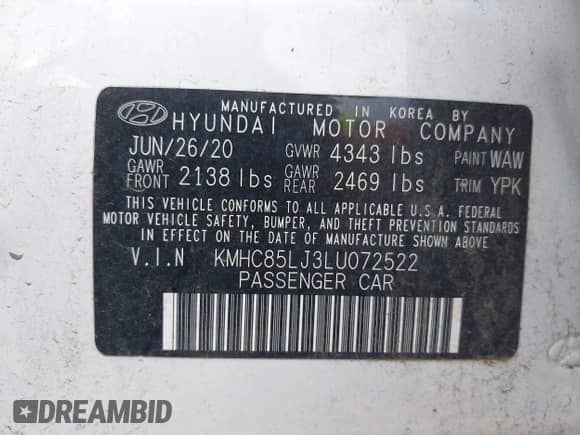 MANUFACTURED IN KOREA BY
HYUNDAI MOTOR COMPANY
JUN/26/20 GVWR 4343 lbs PAINT WAW
GAWR FRONT 2138 lbs GAWR REAR 2469 lbs TRIM YPK
THIS VEHICLE CONFORMS TO ALL APPLICABLE U.S.A. FEDERAL
MOTOR VEHICLE SAFETY, BUMPER, AND THEFT PREVENTION STANDARDS
IN EFFECT ON THE DATE OF MANUFACTURE SHOWN ABOVE
V.I.N KMHC85LJ3LU072522
PASSENGER CAR
DREAMBID